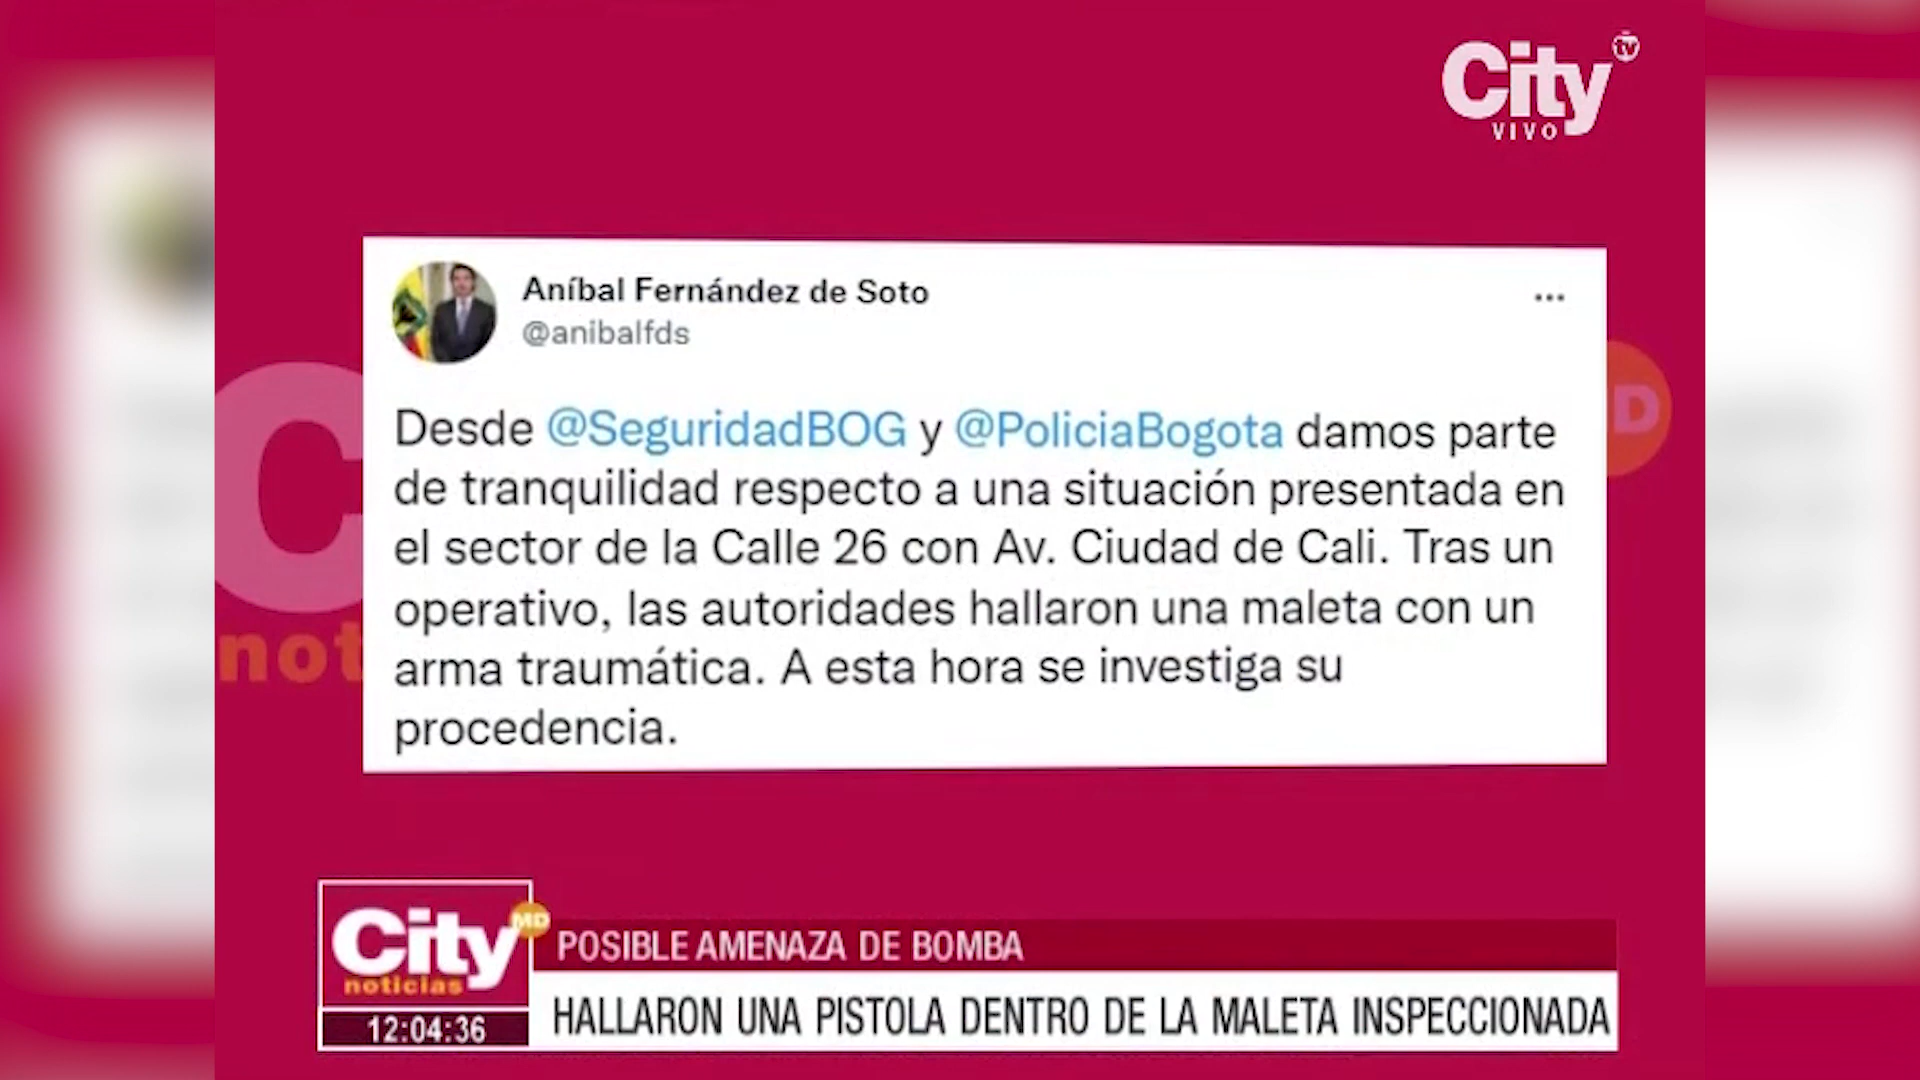 City tv
VIVO
Aníbal Fernández de Soto
@anibalfds
Desde @SeguridadBOG y @PoliciaBogota damos parte
de tranquilidad respecto a una situación presentada en
el sector de la Calle 26 con Av. Ciudad de Cali. Tras un
operativo, las autoridades hallaron una maleta con un
arma traumática. A esta hora se investiga su
procedencia.
C
D
not
City MD
noticias
12:04:36
POSIBLE AMENAZA DE BOMBA
HALLARON UNA PISTOLA DENTRO DE LA MALETA INSPECCIONADA